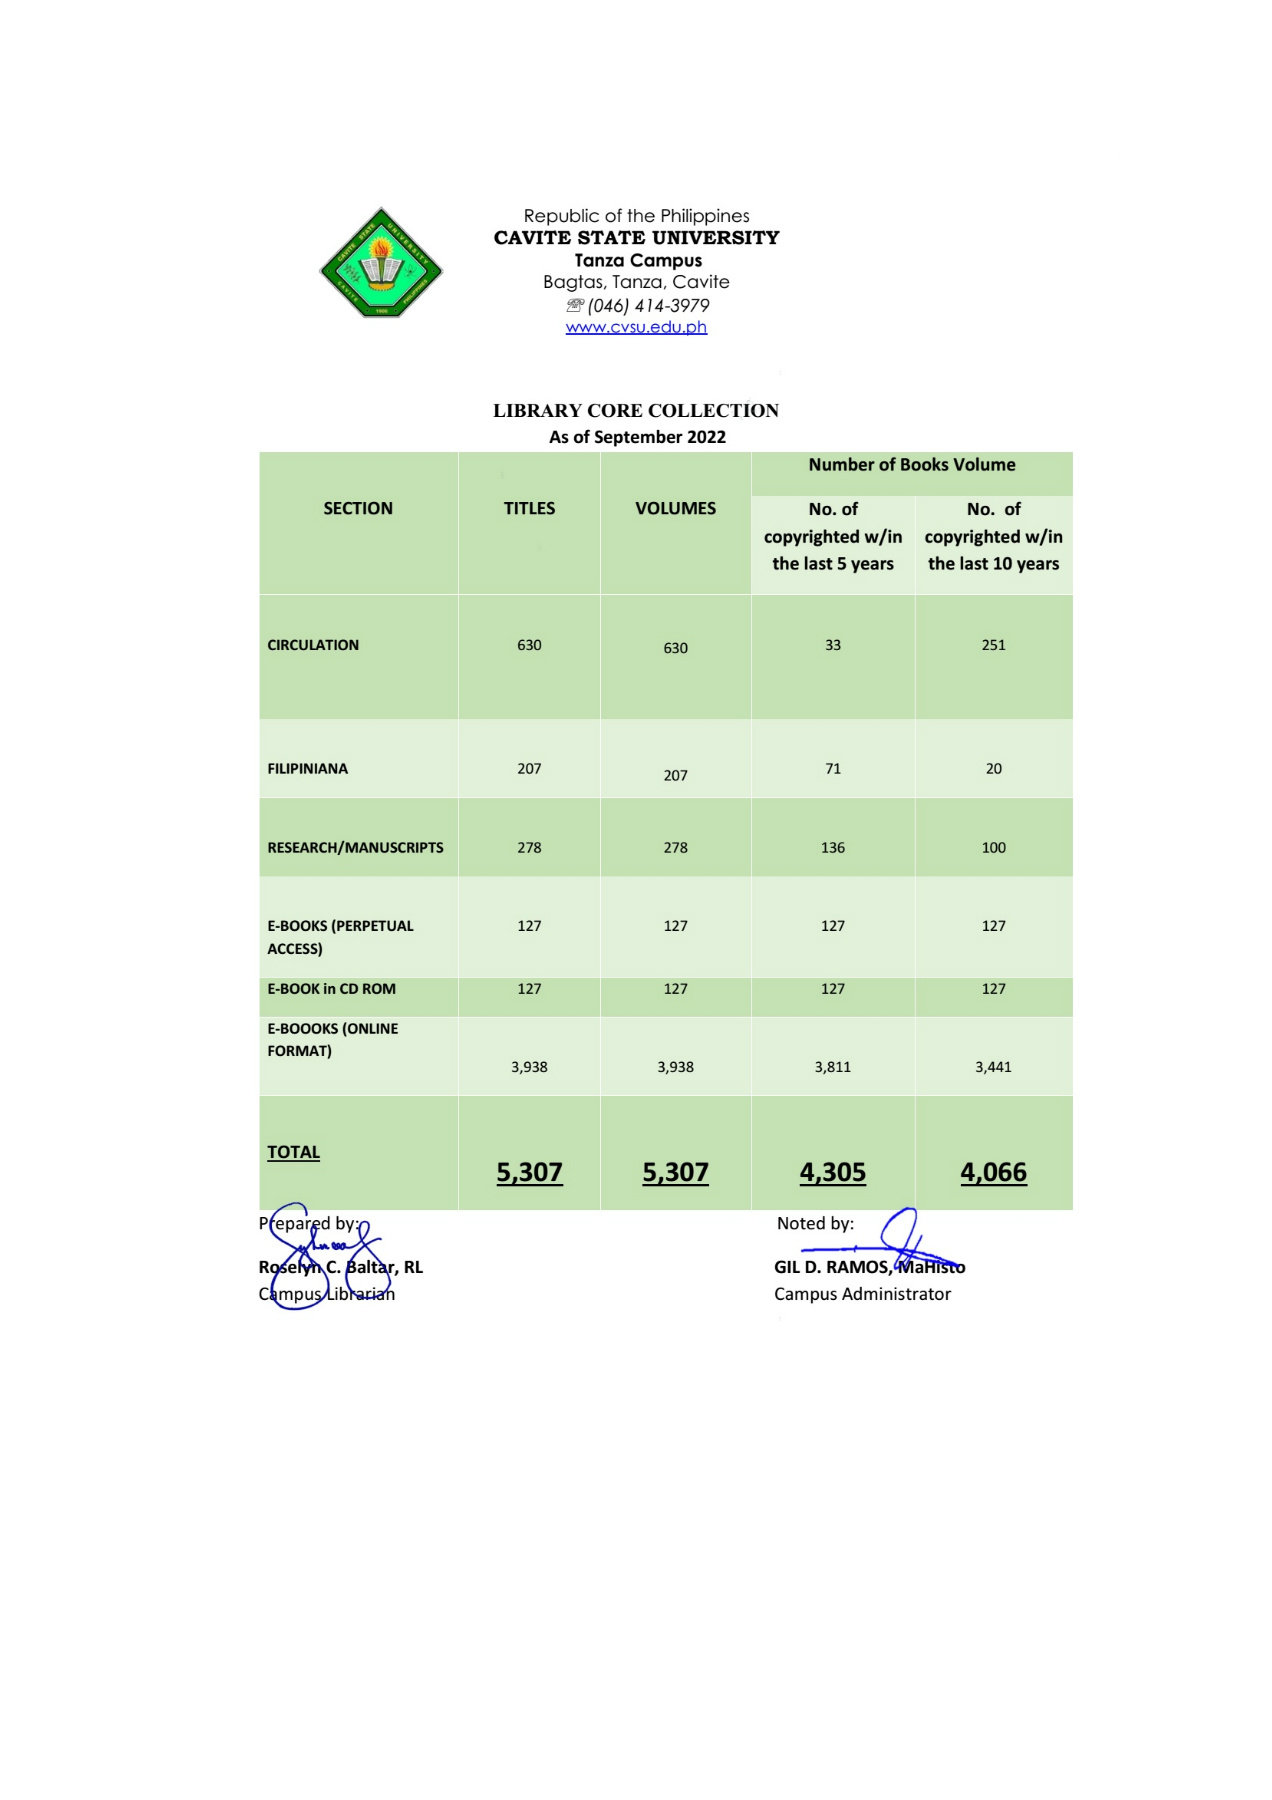 CAVITE STATE UNIVERSITY
CAVITE PHILIPPINES
1906
Republic of the Philippines
CAVITE STATE UNIVERSITY
Tanza Campus
Bagtas, Tanza, Cavite
☏ (046) 414-3979
www.cvsu.edu.ph
LIBRARY CORE COLLECTION
As of September 2022
SECTION TITLES VOLUMES Number of Books Volume
No. of copyrighted w/in the last 5 years No. of copyrighted w/in the last 10 years
CIRCULATION 630 630 33 251
FILIPINIANA 207 207 71 20
RESEARCH/MANUSCRIPTS 278 278 136 100
E-BOOKS (PERPETUAL ACCESS) 127 127 127 127
E-BOOK in CD ROM 127 127 127 127
E-BOOOKS (ONLINE FORMAT) 3,938 3,938 3,811 3,441
TOTAL 5,307 5,307 4,305 4,066
Prepared by: Noted by:
Roselyn C. Baltar, RL GIL D. RAMOS, MaHisto
Campus Librarian Campus Administrator